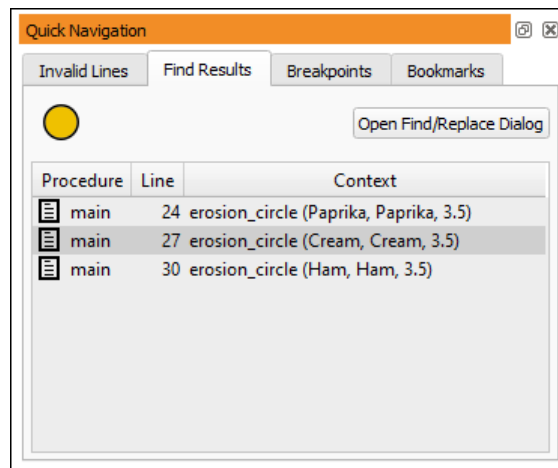 Quick Navigation
Invalid Lines Find Results Breakpoints Bookmarks
Open Find/Replace Dialog
Procedure Line Context
main 24 erosion_circle (Paprika, Paprika, 3.5)
main 27 erosion_circle (Cream, Cream, 3.5)
main 30 erosion_circle (Ham, Ham, 3.5)